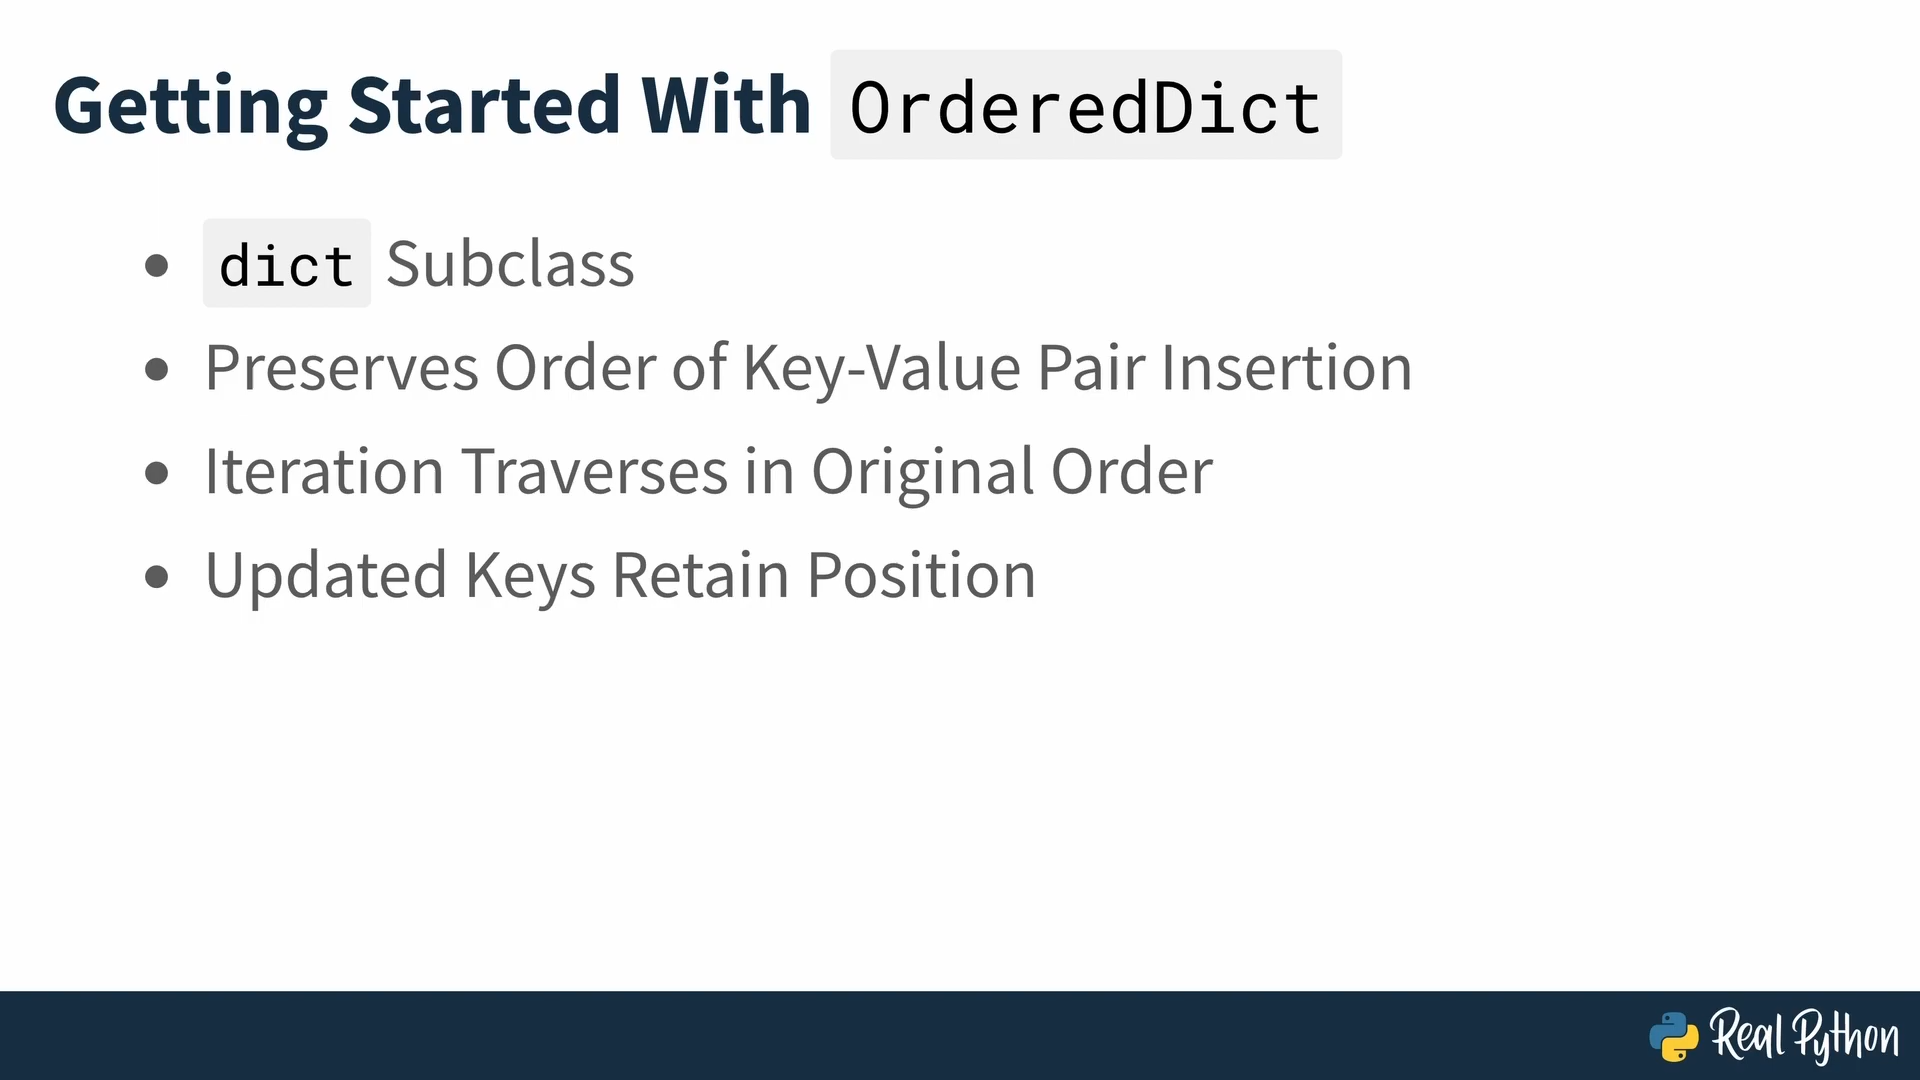 Getting Started With OrderedDict
dict Subclass
Preserves Order of Key-Value Pair Insertion
Iteration Traverses in Original Order
Updated Keys Retain Position
Real Python